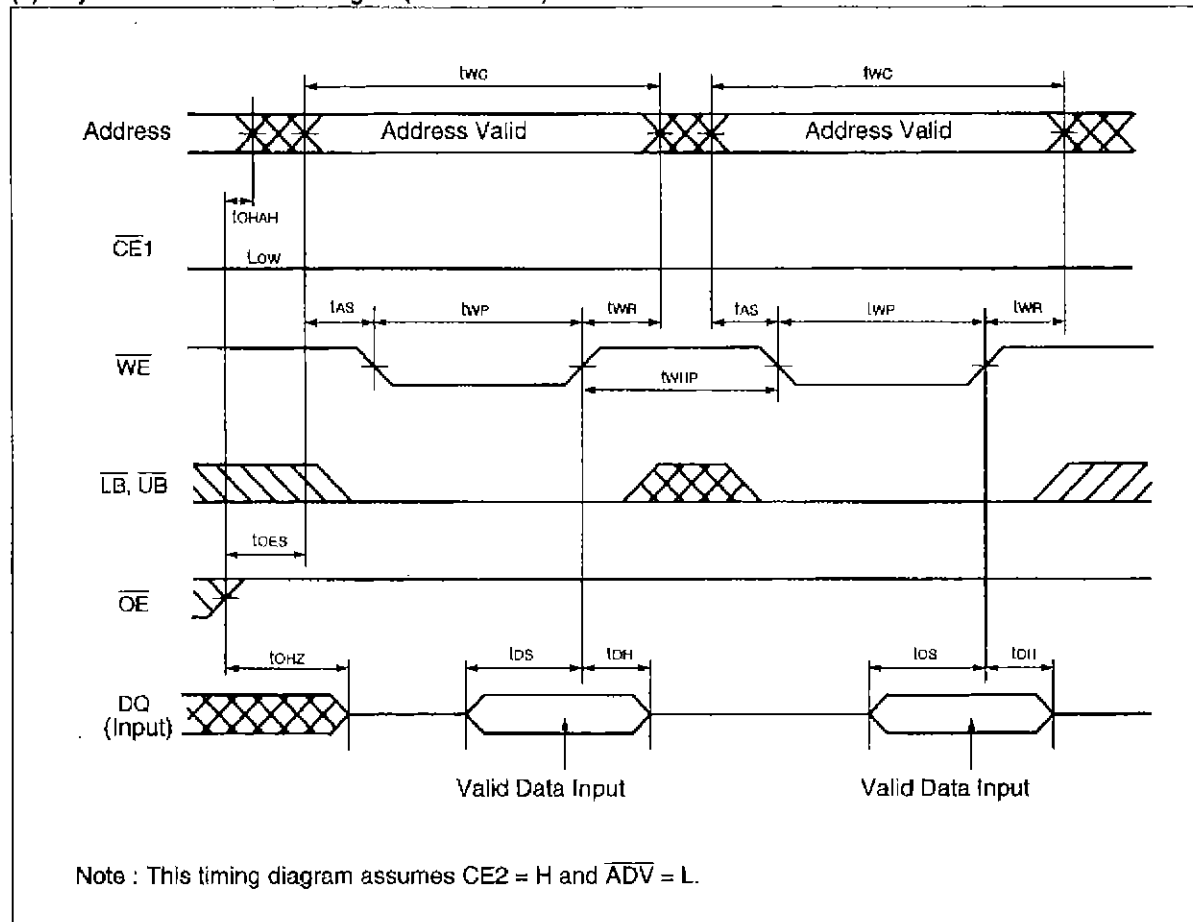 tWC tWC
Address Address Valid Address Valid
tOHAH
CE1 Low
tAS tWP tWR tAS tWP tWR
WE
tWHP
LB, UB
tOES
OE
tOHZ tDS tDH tDS tDH
DQ
(Input)
Valid Data Input Valid Data Input
Note : This timing diagram assumes CE2 = H and ADV = L.